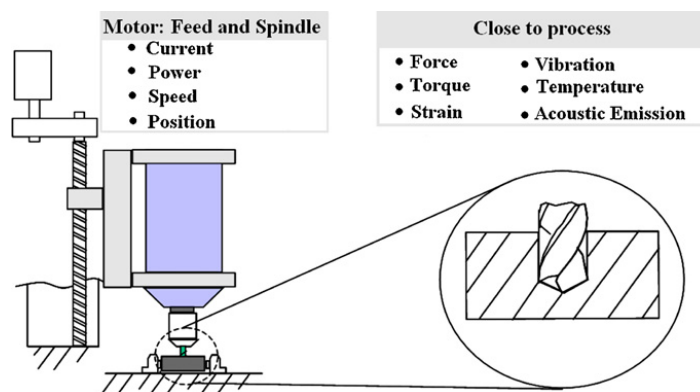 Motor: Feed and Spindle
• Current
• Power
• Speed
• Position
Close to process
• Force
• Torque
• Strain
• Vibration
• Temperature
• Acoustic Emission